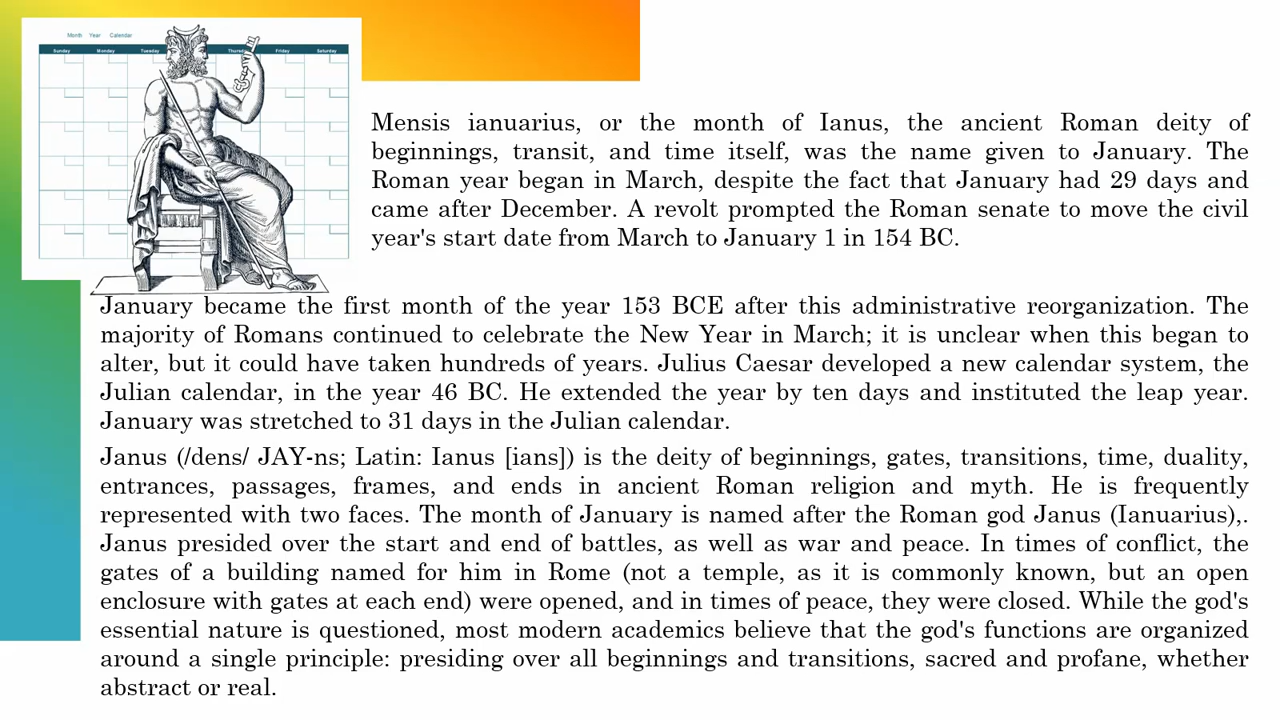 Month Year Calendar
Sunday Monday Tuesday Thursday Friday Saturday
Mensis ianuarius, or the month of Ianus, the ancient Roman deity of
beginnings, transit, and time itself, was the name given to January. The
Roman year began in March, despite the fact that January had 29 days and
came after December. A revolt prompted the Roman senate to move the civil
year's start date from March to January 1 in 154 BC.
January became the first month of the year 153 BCE after this administrative reorganization. The
majority of Romans continued to celebrate the New Year in March; it is unclear when this began to
alter, but it could have taken hundreds of years. Julius Caesar developed a new calendar system, the
Julian calendar, in the year 46 BC. He extended the year by ten days and instituted the leap year.
January was stretched to 31 days in the Julian calendar.
Janus (/dens/ JAY-ns; Latin: Ianus [ians]) is the deity of beginnings, gates, transitions, time, duality,
entrances, passages, frames, and ends in ancient Roman religion and myth. He is frequently
represented with two faces. The month of January is named after the Roman god Janus (Ianuarius),.
Janus presided over the start and end of battles, as well as war and peace. In times of conflict, the
gates of a building named for him in Rome (not a temple, as it is commonly known, but an open
enclosure with gates at each end) were opened, and in times of peace, they were closed. While the god's
essential nature is questioned, most modern academics believe that the god's functions are organized
around a single principle: presiding over all beginnings and transitions, sacred and profane, whether
abstract or real.